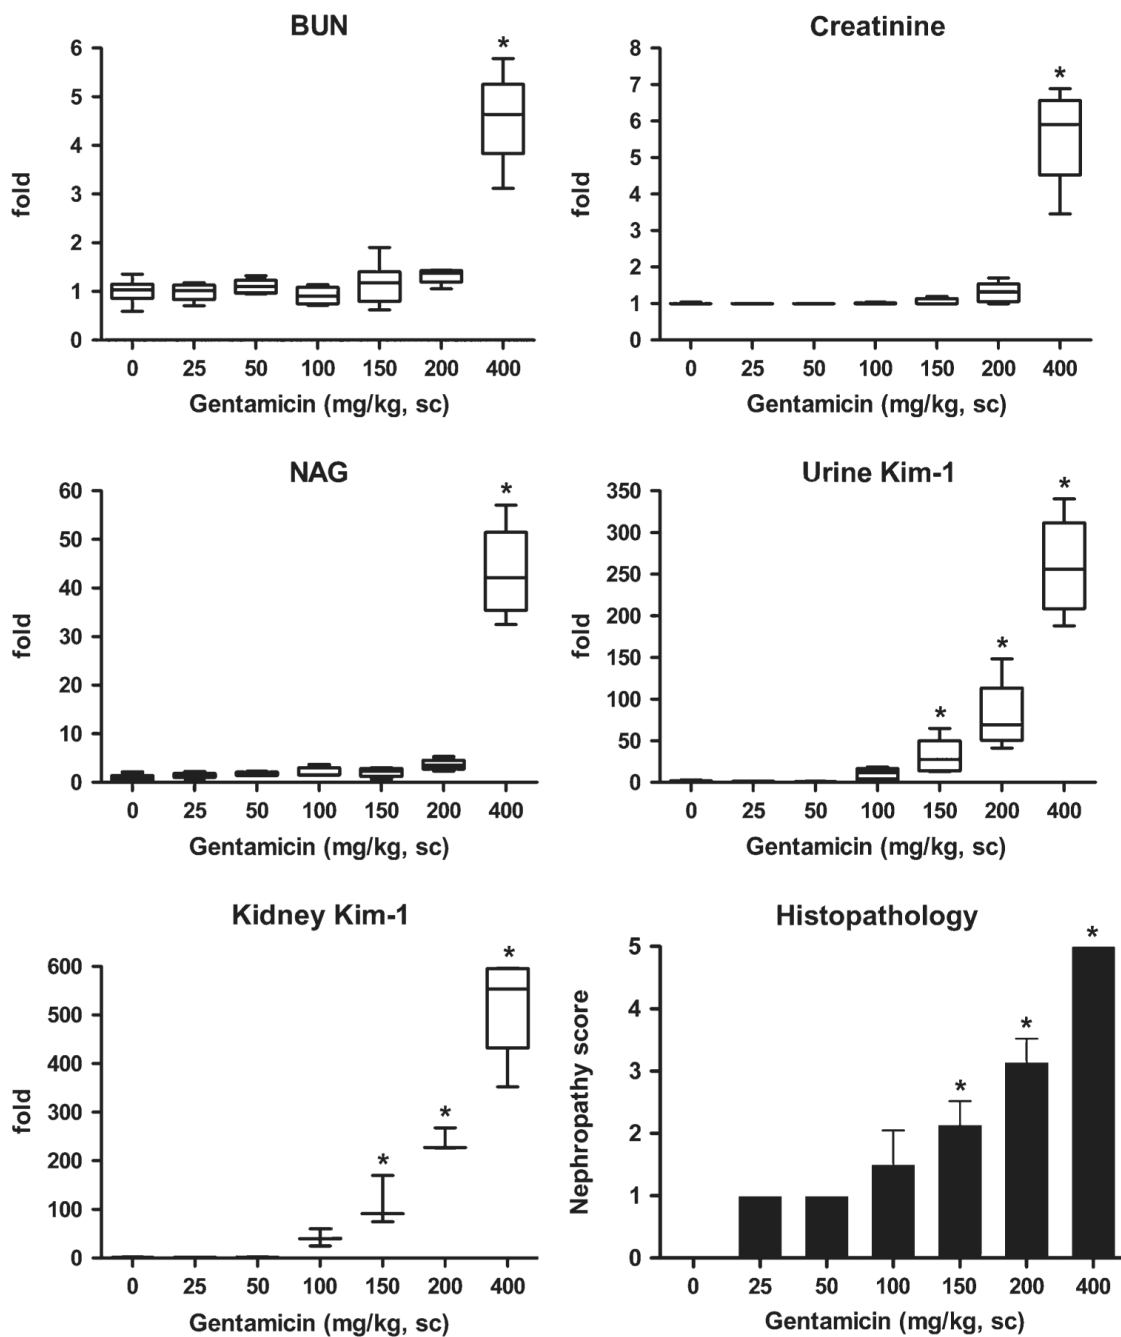 BUN
*
6
5
4
3
2
1
0
fold
0 25 50 100 150 200 400
Gentamicin (mg/kg, sc)
Creatinine
*
8
7
6
5
4
3
2
1
0
fold
0 25 50 100 150 200 400
Gentamicin (mg/kg, sc)
NAG
*
60
50
40
30
20
10
0
fold
0 25 50 100 150 200 400
Gentamicin (mg/kg, sc)
Urine Kim-1
*
*
*
350
300
250
200
150
100
50
0
fold
0 25 50 100 150 200 400
Gentamicin (mg/kg, sc)
Kidney Kim-1
*
*
*
600
500
400
300
200
100
0
fold
0 25 50 100 150 200 400
Gentamicin (mg/kg, sc)
Histopathology
*
*
*
5
4
3
2
1
0
Nephropathy score
0 25 50 100 150 200 400
Gentamicin (mg/kg, sc)